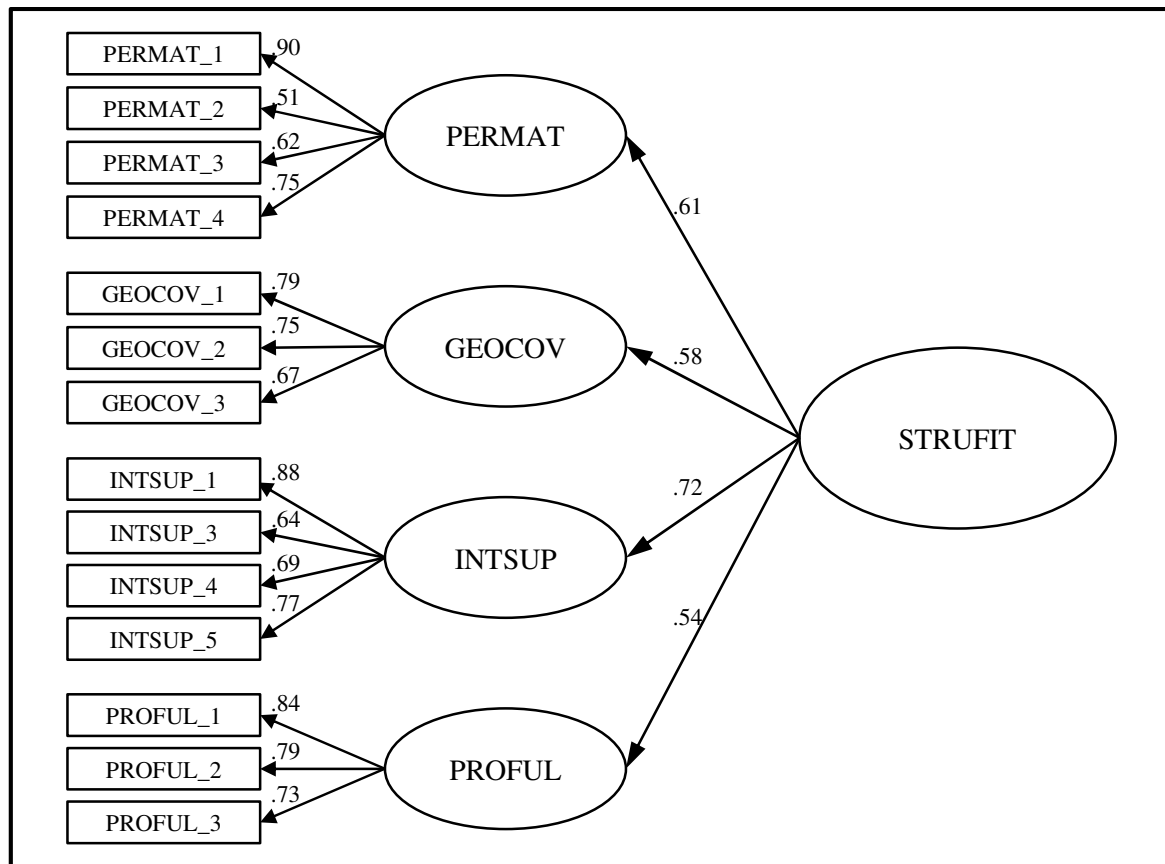 PERMAT_1
.90
PERMAT_2
.51
PERMAT_3
.62
PERMAT_4
.75
PERMAT
.61
GEOCOV_1
.79
GEOCOV_2
.75
GEOCOV_3
.67
GEOCOV
.58
STRUFIT
INTSUP_1
.88
INTSUP_3
.64
INTSUP_4
.69
INTSUP_5
.77
INTSUP
.72
PROFUL_1
.84
PROFUL_2
.79
PROFUL_3
.73
PROFUL
.54